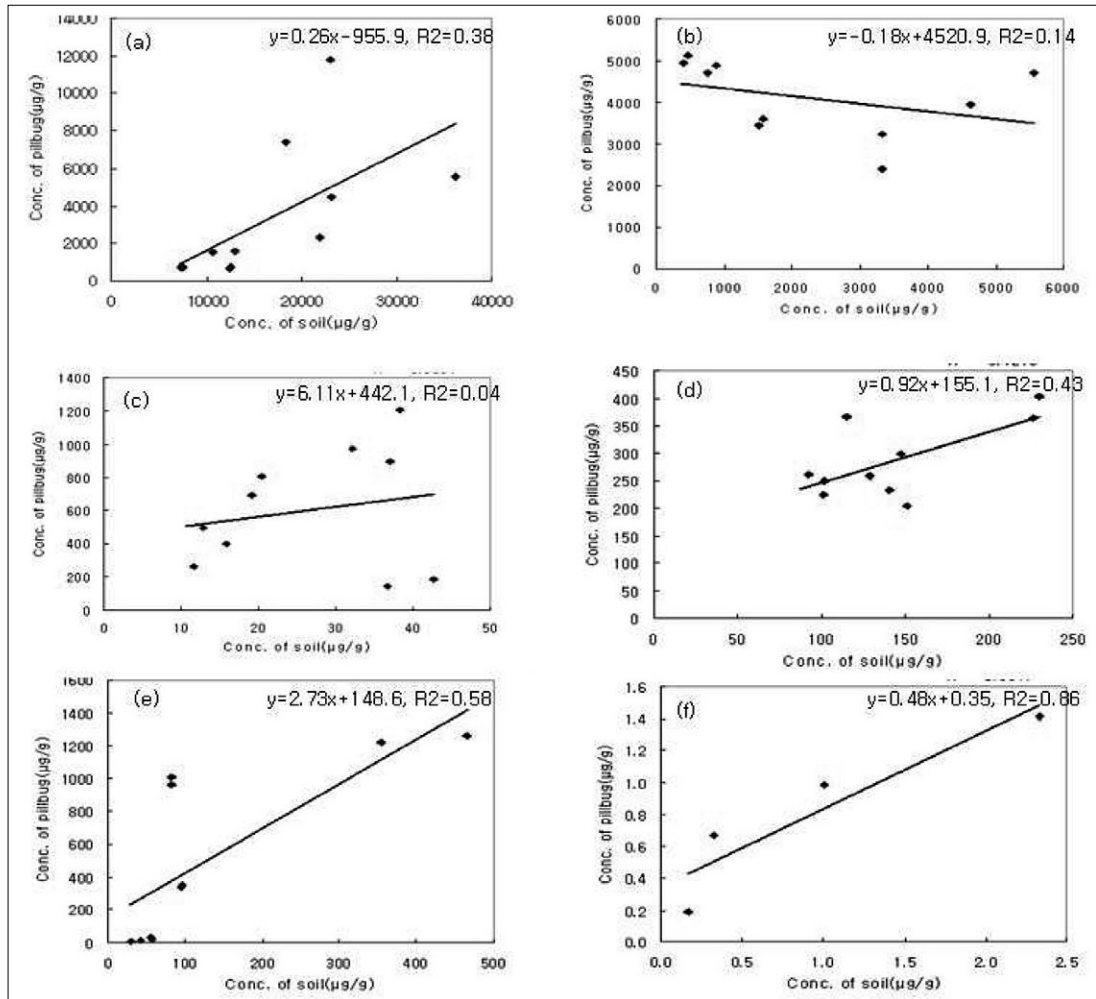 (a)
y=0.26x-955.9, R2=0.38
14000
12000
10000
8000
6000
4000
2000
0
0 10000 20000 30000 40000
Conc. of pillbug(µg/g)
Conc. of soil(µg/g)
(b)
y=-0.18x+4520.9, R2=0.14
6000
5000
4000
3000
2000
1000
0
0 1000 2000 3000 4000 5000 6000
Conc. of pillbug(µg/g)
Conc. of soil(µg/g)
(c)
y=6.11x+442.1, R2=0.04
1400
1200
1000
800
600
400
200
0
0 10 20 30 40 50
Conc. of pillbug(µg/g)
Conc. of soil(µg/g)
(d)
y=0.92x+155.1, R2=0.43
450
400
350
300
250
200
150
100
50
0
0 50 100 150 200 250
Conc. of pillbug(µg/g)
Conc. of soil(µg/g)
(e)
y=2.73x+148.6, R2=0.58
1600
1400
1200
1000
800
600
400
200
0
0 100 200 300 400 500
Conc. of pillbug(µg/g)
Conc. of soil(µg/g)
(f)
y=0.48x+0.35, R2=0.86
1.6
1.4
1.2
1.0
0.8
0.6
0.4
0.2
0.0
0.0 0.5 1.0 1.5 2.0 2.5
Conc. of pillbug(µg/g)
Conc. of soil(µg/g)